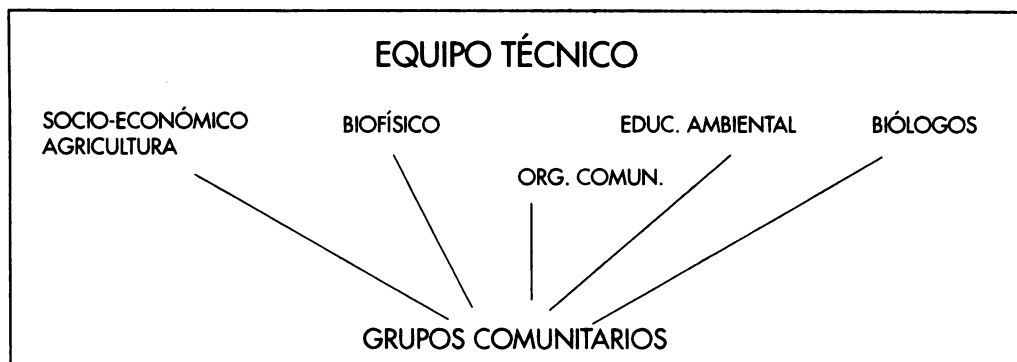 EQUIPO TÉCNICO
SOCIO-ECONÓMICO
AGRICULTURA
BIOFÍSICO
ORG. COMUN.
EDUC. AMBIENTAL
BIÓLOGOS
GRUPOS COMUNITARIOS